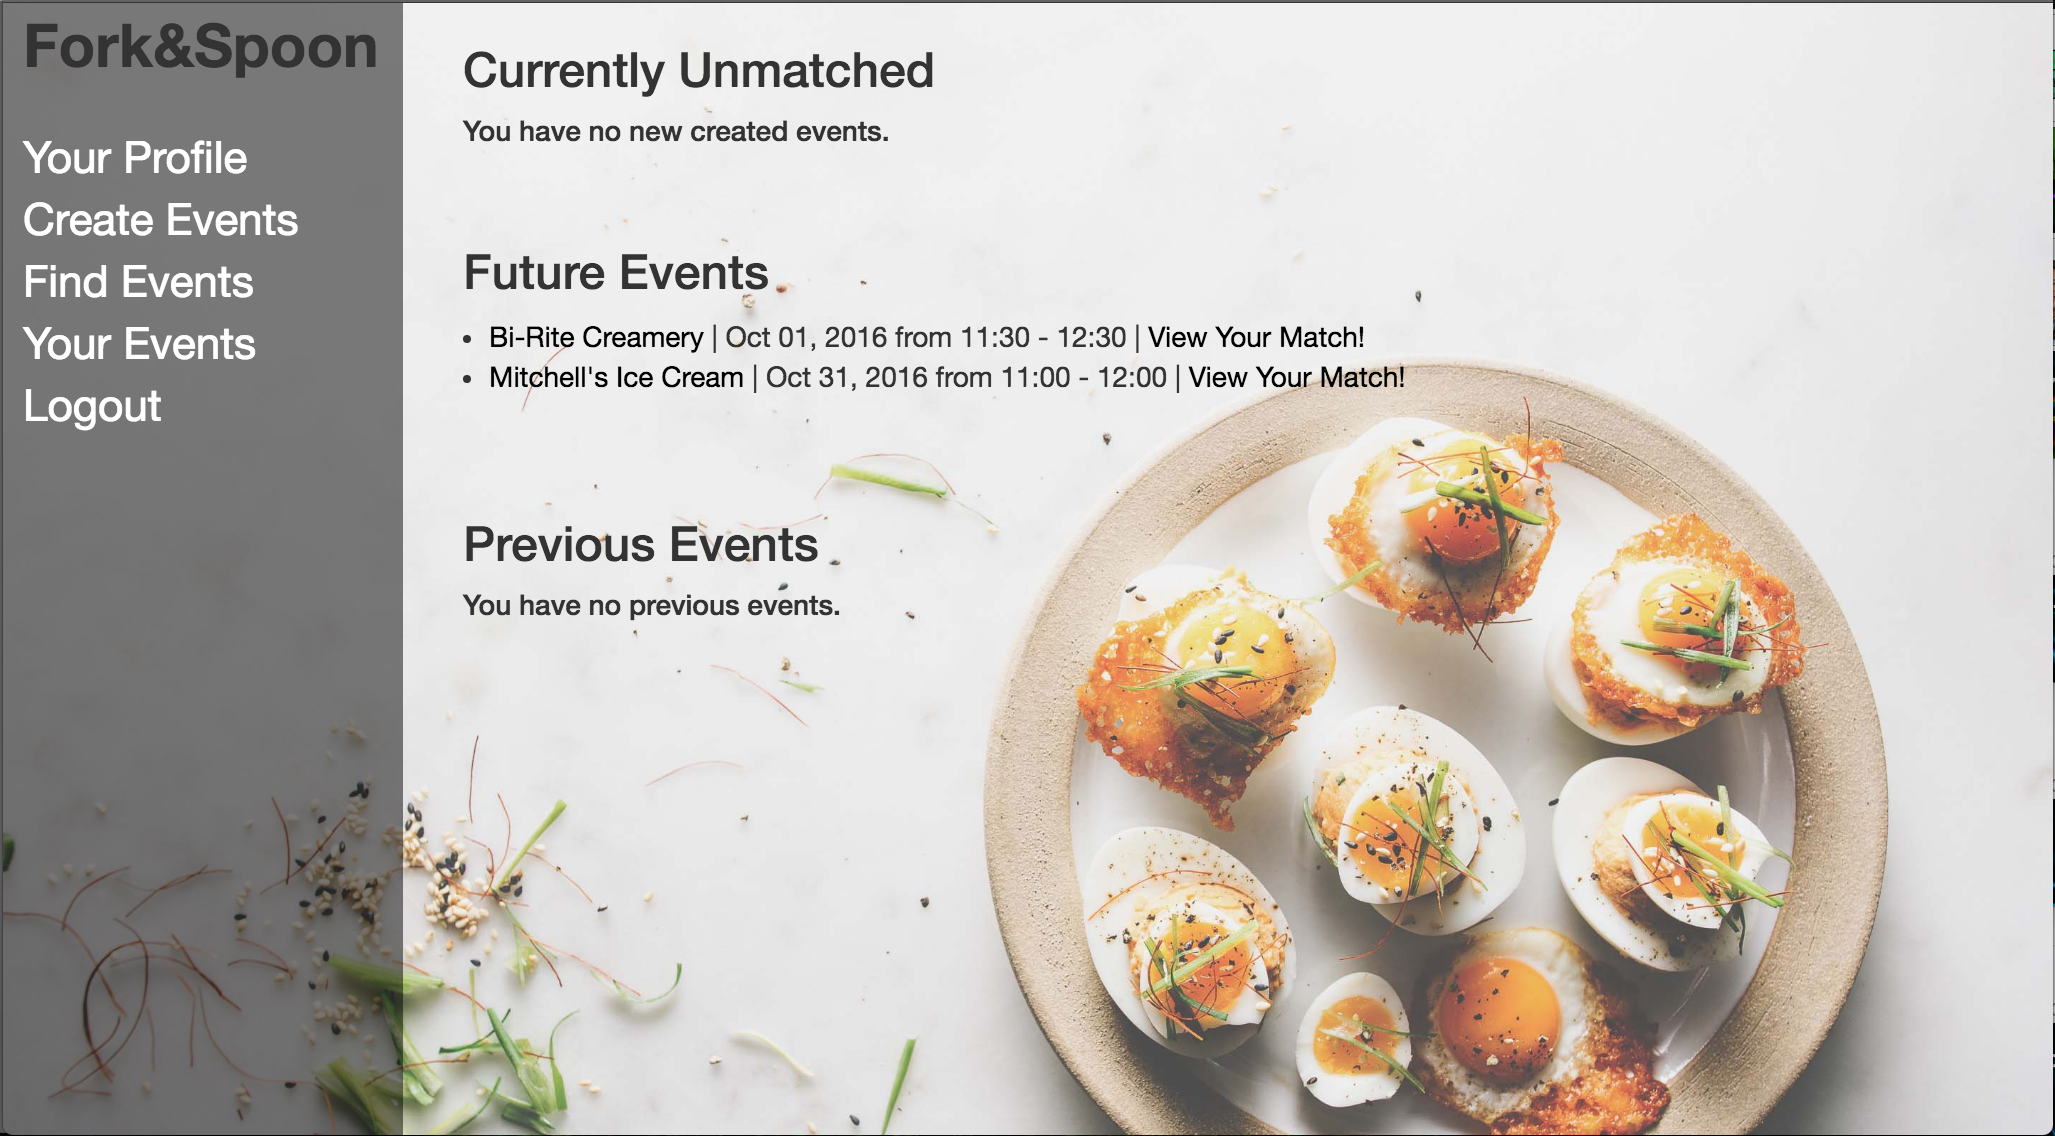 Fork&Spoon
Your Profile
Create Events
Find Events
Your Events
Logout
Currently Unmatched
You have no new created events.
Future Events
• Bi-Rite Creamery | Oct 01, 2016 from 11:30 - 12:30 | View Your Match!
• Mitchell's Ice Cream | Oct 31, 2016 from 11:00 - 12:00 | View Your Match!
Previous Events
You have no previous events.